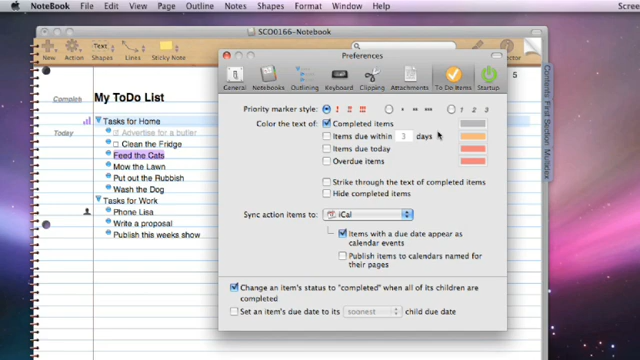 NoteBook File Edit View Page Outline Notes Shapes Format Window Help Scree
SCD0166–Notebook
New Action Shapes Lines Sticky Note
Text
Preferences
General Notebooks Outlining Keyboard Clipping Attachments To Do Items Startup
5
Contents First Section Multidex
Complete
My ToDo List
Tasks for Home
Today
Advertise for a butler
Clean the Fridge
Feed the Cats
Mow the Lawn
Put out the Rubbish
Wash the Dog
Tasks for Work
Phone Lisa
Write a proposal
Publish this weeks show
Priority marker style: ! !! !!! • •• ••• 1 2 3
Color the text of: Completed items
Items due within 3 days
Items due today
Overdue items
Strike through the text of completed items
Hide completed items
Sync action items to: iCal
Items with a due date appear as
calendar events
Publish items to calendars named for
their pages
Change an item's status to "completed" when all of its children are
completed
Set an item's due date to its soonest child due date